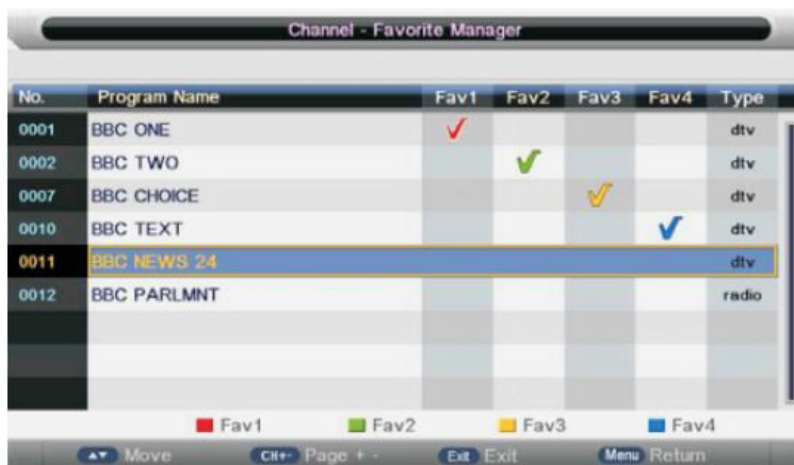 Channel - Favorite Manager
No. Program Name Fav1 Fav2 Fav3 Fav4 Type
0001 BBC ONE dtv
0002 BBC TWO dtv
0007 BBC CHOICE dtv
0010 BBC TEXT dtv
0011 BBC NEWS 24 dtv
0012 BBC PARLMNT radio
Fav1 Fav2 Fav3 Fav4
Move CH+- Page + - Exit Exit Menu Return